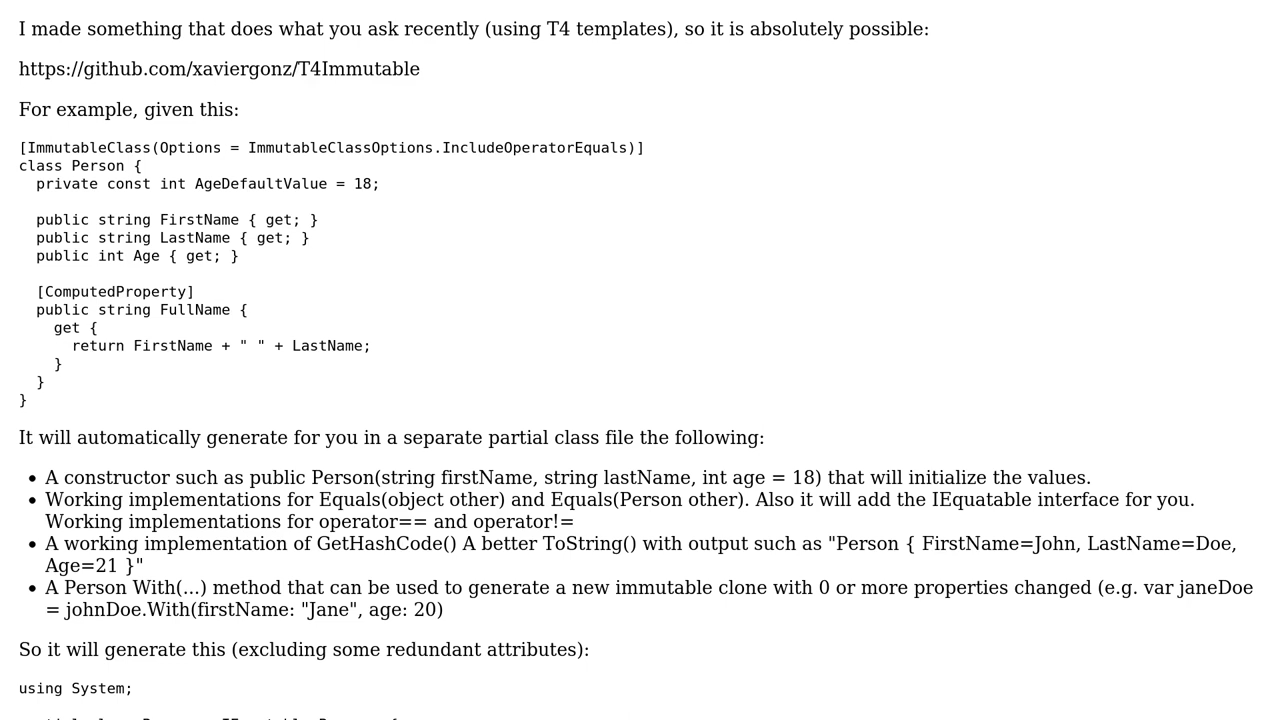 I made something that does what you ask recently (using T4 templates), so it is absolutely possible:
https://github.com/xaviergonz/T4Immutable
For example, given this:
[ImmutableClass(Options = ImmutableClassOptions.IncludeOperatorEquals)]
class Person {
  private const int AgeDefaultValue = 18;
  public string FirstName { get; }
  public string LastName { get; }
  public int Age { get; }
  [ComputedProperty]
  public string FullName {
    get {
      return FirstName + " " + LastName;
    }
  }
}
It will automatically generate for you in a separate partial class file the following:
• A constructor such as public Person(string firstName, string lastName, int age = 18) that will initialize the values.
• Working implementations for Equals(object other) and Equals(Person other). Also it will add the IEquatable interface for you.
Working implementations for operator== and operator!=
• A working implementation of GetHashCode() A better ToString() with output such as "Person { FirstName=John, LastName=Doe,
Age=21 }"
• A Person With(...) method that can be used to generate a new immutable clone with 0 or more properties changed (e.g. var janeDoe
= johnDoe.With(firstName: "Jane", age: 20)
So it will generate this (excluding some redundant attributes):
using System;